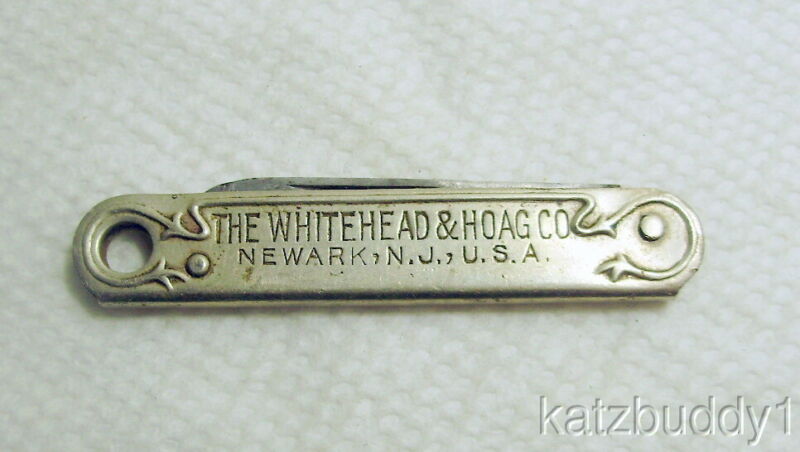 THE WHITEHEAD & HOAG CO
NEWARK, N.J., U.S.A.
katzbuddy1